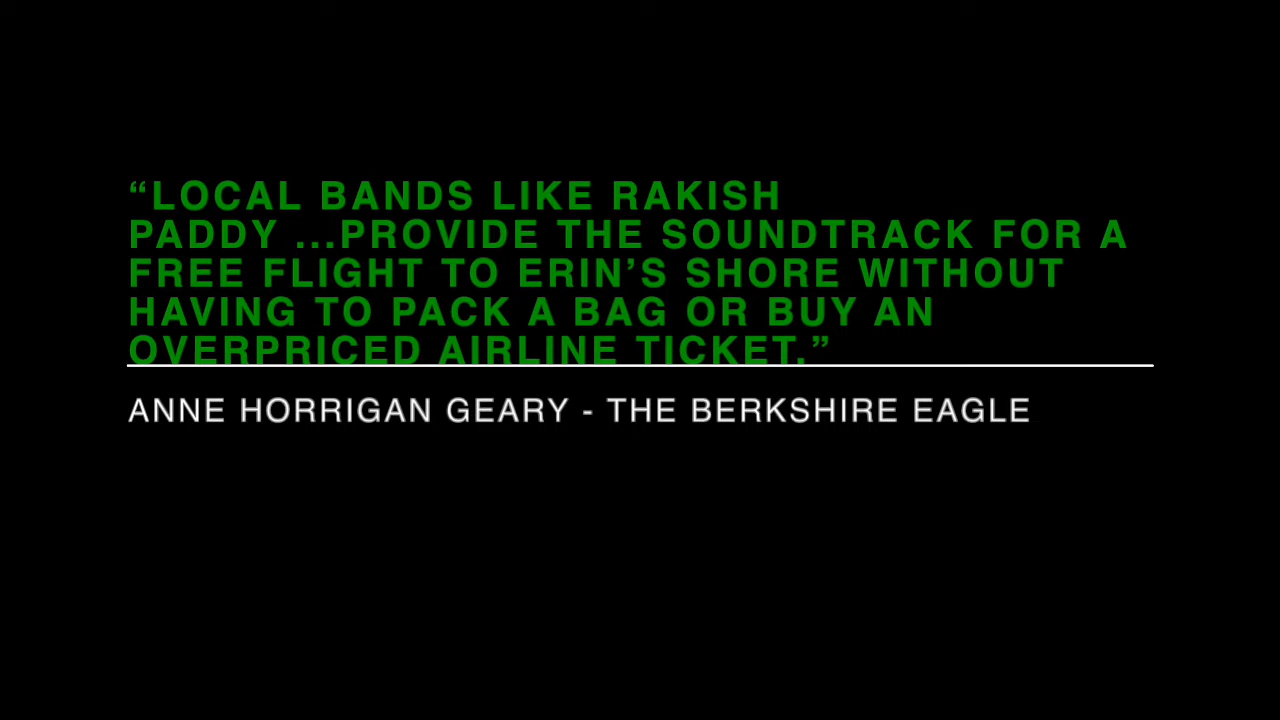 “LOCAL BANDS LIKE RAKISH
PADDY ...PROVIDE THE SOUNDTRACK FOR A
FREE FLIGHT TO ERIN’S SHORE WITHOUT
HAVING TO PACK A BAG OR BUY AN
OVERPRICED AIRLINE TICKET.”
ANNE HORRIGAN GEARY - THE BERKSHIRE EAGLE